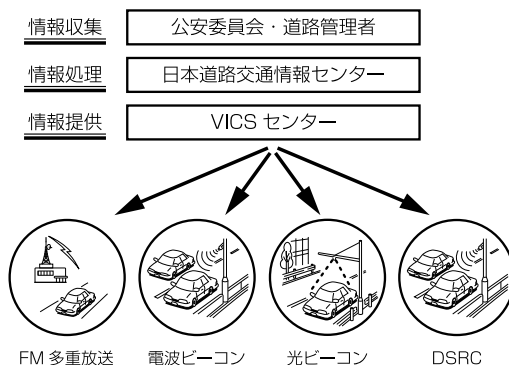 情報収集 公安委員会・道路管理者
情報処理 日本道路交通情報センター
情報提供 VICS センター
FM 多重放送 電波ビーコン 光ビーコン DSRC